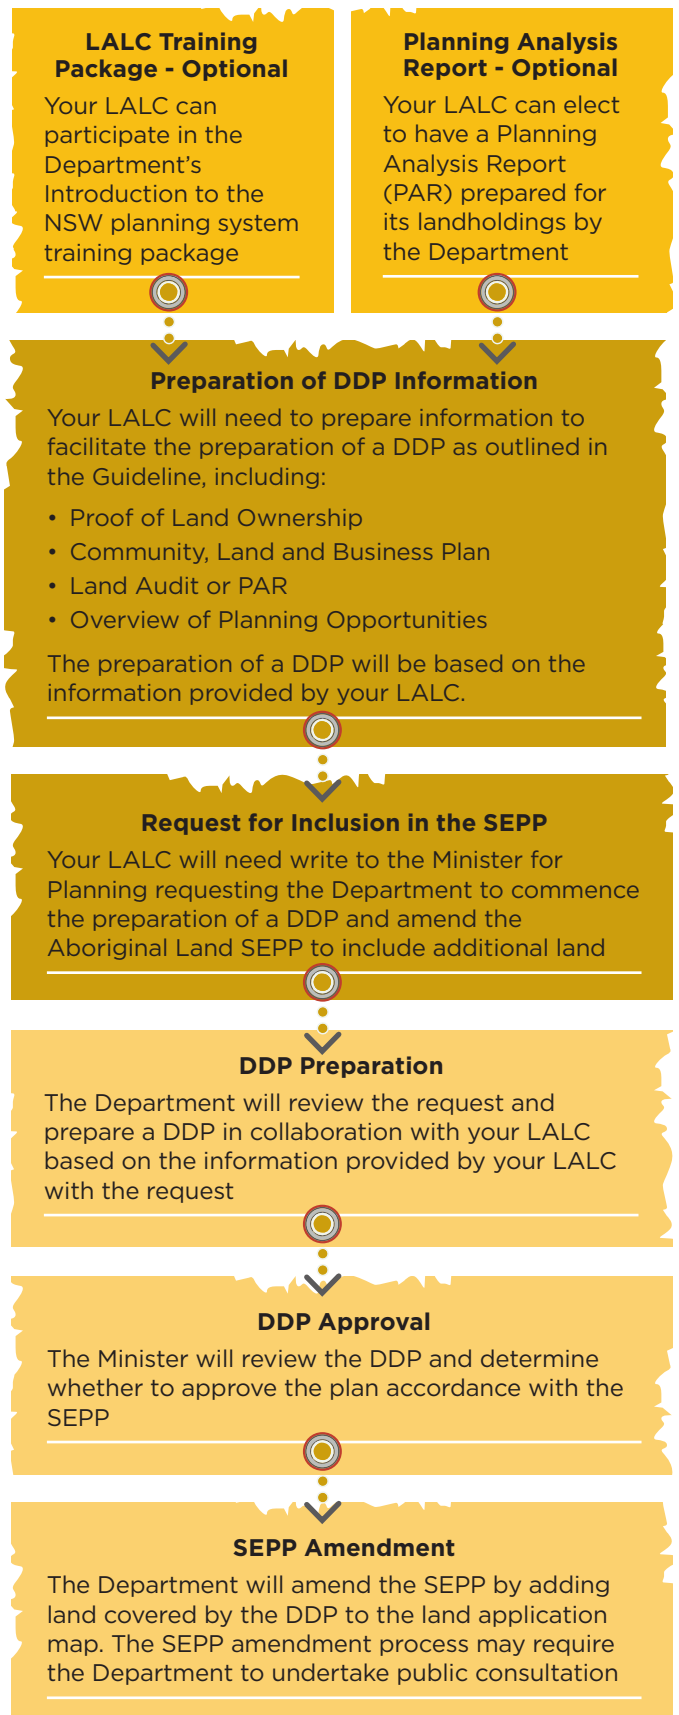 LALC Training
Package - Optional
Your LALC can
participate in the
Department's
Introduction to the
NSW planning system
training package
Planning Analysis
Report - Optional
Your LALC can elect
to have a Planning
Analysis Report
(PAR) prepared for
its landholdings by
the Department
Preparation of DDP Information
Your LALC will need to prepare information to
facilitate the preparation of a DDP as outlined in
the Guideline, including:
• Proof of Land Ownership
• Community, Land and Business Plan
• Land Audit or PAR
• Overview of Planning Opportunities
The preparation of a DDP will be based on the
information provided by your LALC.
Request for Inclusion in the SEPP
Your LALC will need write to the Minister for
Planning requesting the Department to commence
the preparation of a DDP and amend the
Aboriginal Land SEPP to include additional land
DDP Preparation
The Department will review the request and
prepare a DDP in collaboration with your LALC
based on the information provided by your LALC
with the request
DDP Approval
The Minister will review the DDP and determine
whether to approve the plan accordance with the
SEPP
SEPP Amendment
The Department will amend the SEPP by adding
land covered by the DDP to the land application
map. The SEPP amendment process may require
the Department to undertake public consultation